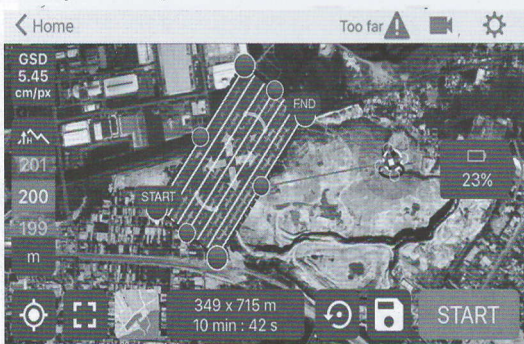 Home
Too far
GSD
5.45
cm/px
201
200
199
m
FND
START
23%
349 x 715 m
10 min : 42 s
START